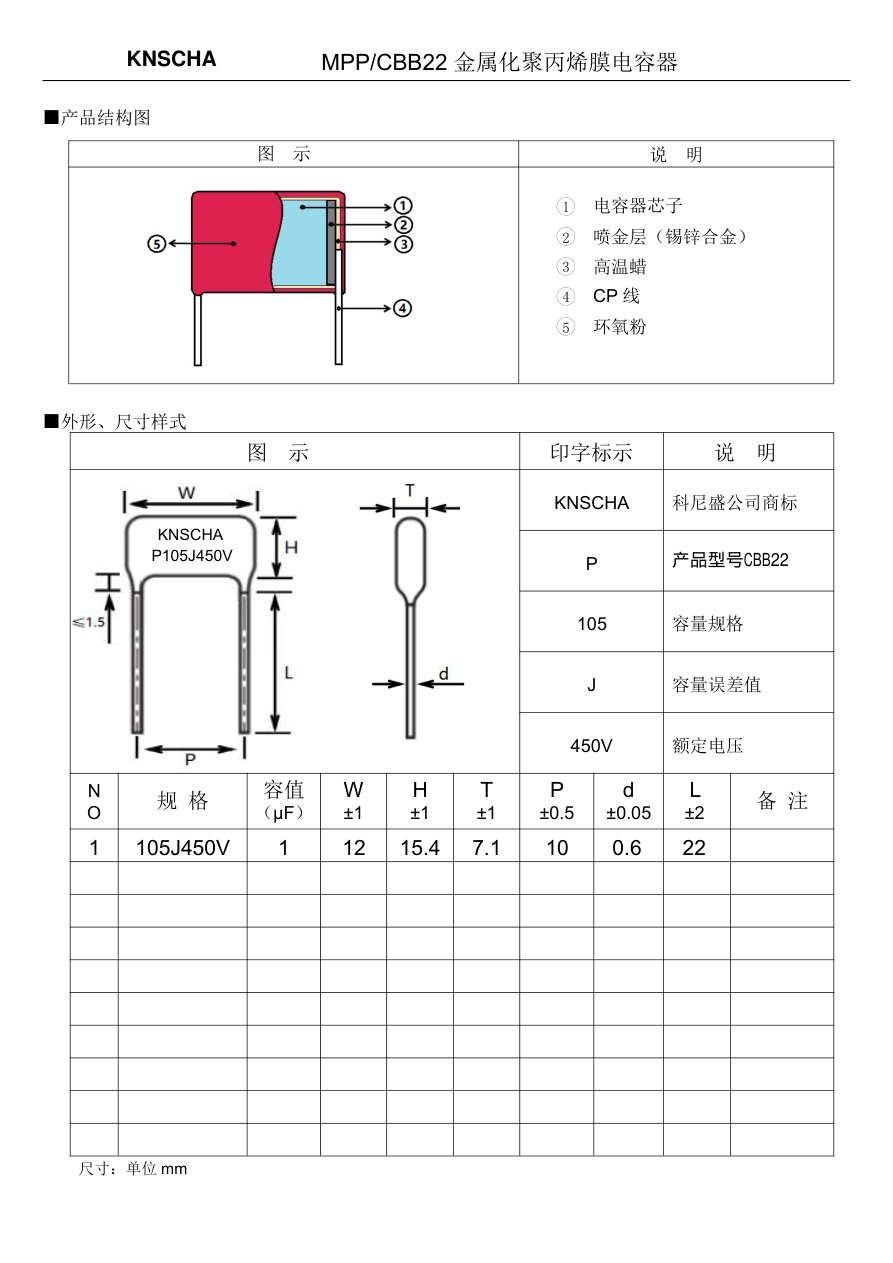 KNSCHA MPP/CBB22 金属化聚丙烯膜电容器
■产品结构图
图 示 说 明
① ② ③ ④ ⑤
① 电容器芯子
② 喷金层（锡锌合金）
③ 高温蜡
④ CP 线
⑤ 环氧粉
■外形、尺寸样式
图 示 印字标示 说 明
W T
KNSCHA
P105J450V
H
≤1.5
L
d
P
KNSCHA 科尼盛公司商标
P 产品型号CBB22
105 容量规格
J 容量误差值
450V 额定电压
NO 规 格 容值（μF） W ±1 H ±1 T ±1 P ±0.5 d ±0.05 L ±2 备 注
1 105J450V 1 12 15.4 7.1 10 0.6 22
尺寸：单位 mm